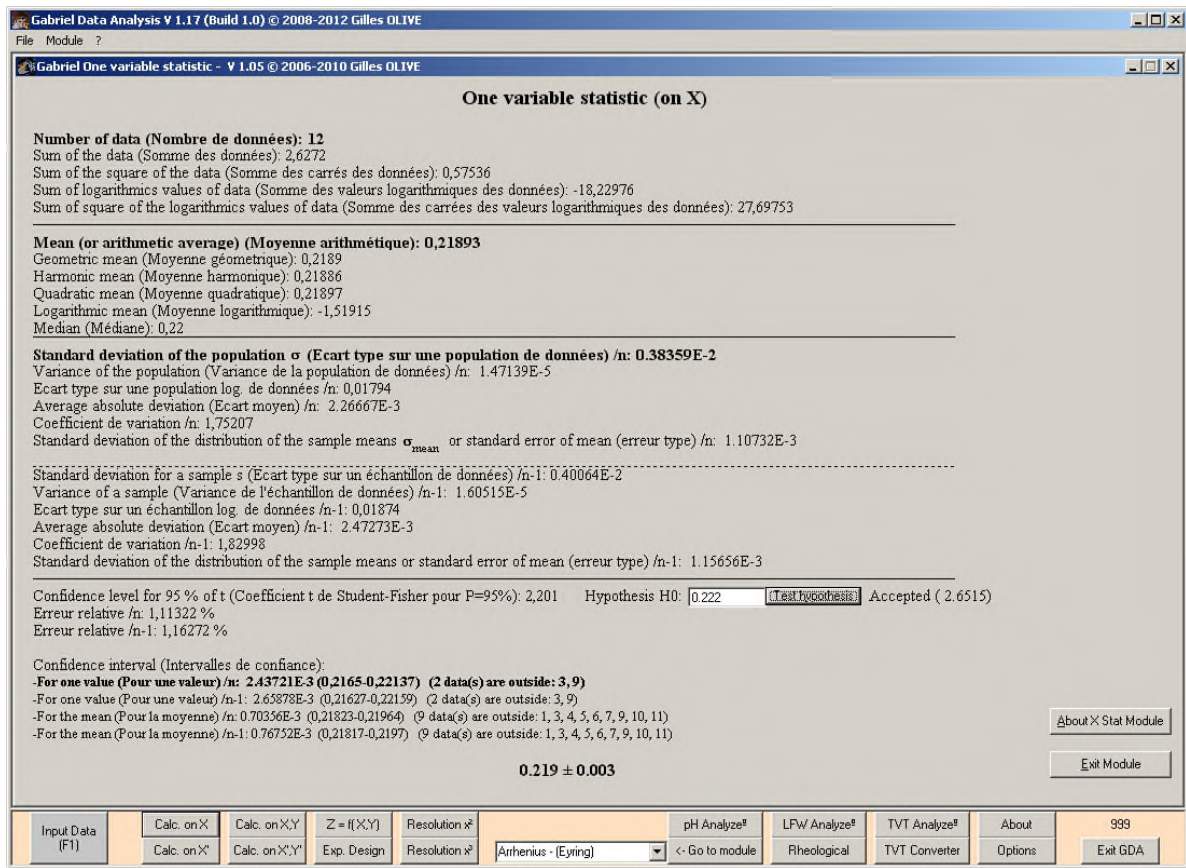 Gabriel Data Analysis V 1.17 (Build 1.0) © 2008-2012 Gilles OLIVE
File Module ?
Gabriel One variable statistic - V 1.05 © 2006-2010 Gilles OLIVE
One variable statistic (on X)
Number of data (Nombre de données): 12
Sum of the data (Somme des données): 2,6272
Sum of the square of the data (Somme des carrés des données): 0,57536
Sum of logarithmics values of data (Somme des valeurs logarithmiques des données): -18,22976
Sum of square of the logarithmics values of data (Somme des carrées des valeurs logarithmiques des données): 27,69753
Mean (or arithmetic average) (Moyenne arithmétique): 0,21893
Geometric mean (Moyenne géometrique): 0,2189
Harmonic mean (Moyenne harmonique): 0,21886
Quadratic mean (Moyenne quadratique): 0,21897
Logarithmic mean (Moyenne logarithmique): -1,51915
Median (Médiane): 0,22
Standard deviation of the population σ (Ecart type sur une population de données) /n: 0.38359E-2
Variance of the population (Variance de la population de données) /n: 1.47139E-5
Ecart type sur une population log. de données /n: 0,01794
Average absolute deviation (Ecart moyen) /n: 2.26667E-3
Coefficient de variation /n: 1,75207
Standard deviation of the distribution of the sample means σmean or standard error of mean (erreur type) /n: 1.10732E-3
Standard deviation for a sample s (Ecart type sur un échantillon de données) /n-1: 0.40064E-2
Variance of a sample (Variance de l'échantillon de données) /n-1: 1.60515E-5
Ecart type sur un échantillon log. de données /n-1: 0,01874
Average absolute deviation (Ecart moyen) /n-1: 2.47273E-3
Coefficient de variation /n-1: 1,82998
Standard deviation of the distribution of the sample means or standard error of mean (erreur type) /n-1: 1.15656E-3
Confidence level for 95 % of t (Coefficient t de Student-Fisher pour P=95%): 2,201 Hypothesis H0: 0.222 Test hypothesis Accepted ( 2.6515)
Erreur relative /n: 1,11322 %
Erreur relative /n-1: 1,16272 %
Confidence interval (Intervalles de confiance):
-For one value (Pour une valeur) /n: 2.43721E-3 (0,2165-0,22137) (2 data(s) are outside: 3, 9)
-For one value (Pour une valeur) /n-1: 2.65878E-3 (0,21627-0,22159) (2 data(s) are outside: 3, 9)
-For the mean (Pour la moyenne) /n: 0.70356E-3 (0,21823-0,21964) (9 data(s) are outside: 1, 3, 4, 5, 6, 7, 9, 10, 11)
-For the mean (Pour la moyenne) /n-1: 0.76752E-3 (0,21817-0,2197) (9 data(s) are outside: 1, 3, 4, 5, 6, 7, 9, 10, 11)
About X Stat Module
Exit Module
0.219 ± 0.003
Input Data (F1)
Calc. on X Calc. on X,Y Z = f(X,Y) Resolution x² pH Analyze® LFW Analyze® TVT Analyze® About 999
Calc. on X' Calc. on X',Y' Exp. Design Resolution x³ Arrhenius - (Eyring) <- Go to module Rheological TVT Converter Options Exit GDA